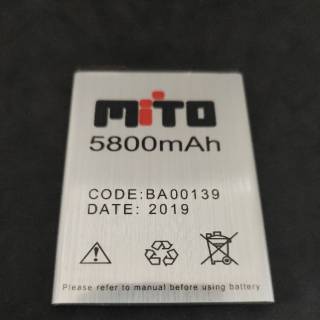 MiTO
5800mAh
CODE:BA00139
DATE: 2019
Please refer to manual before using battery